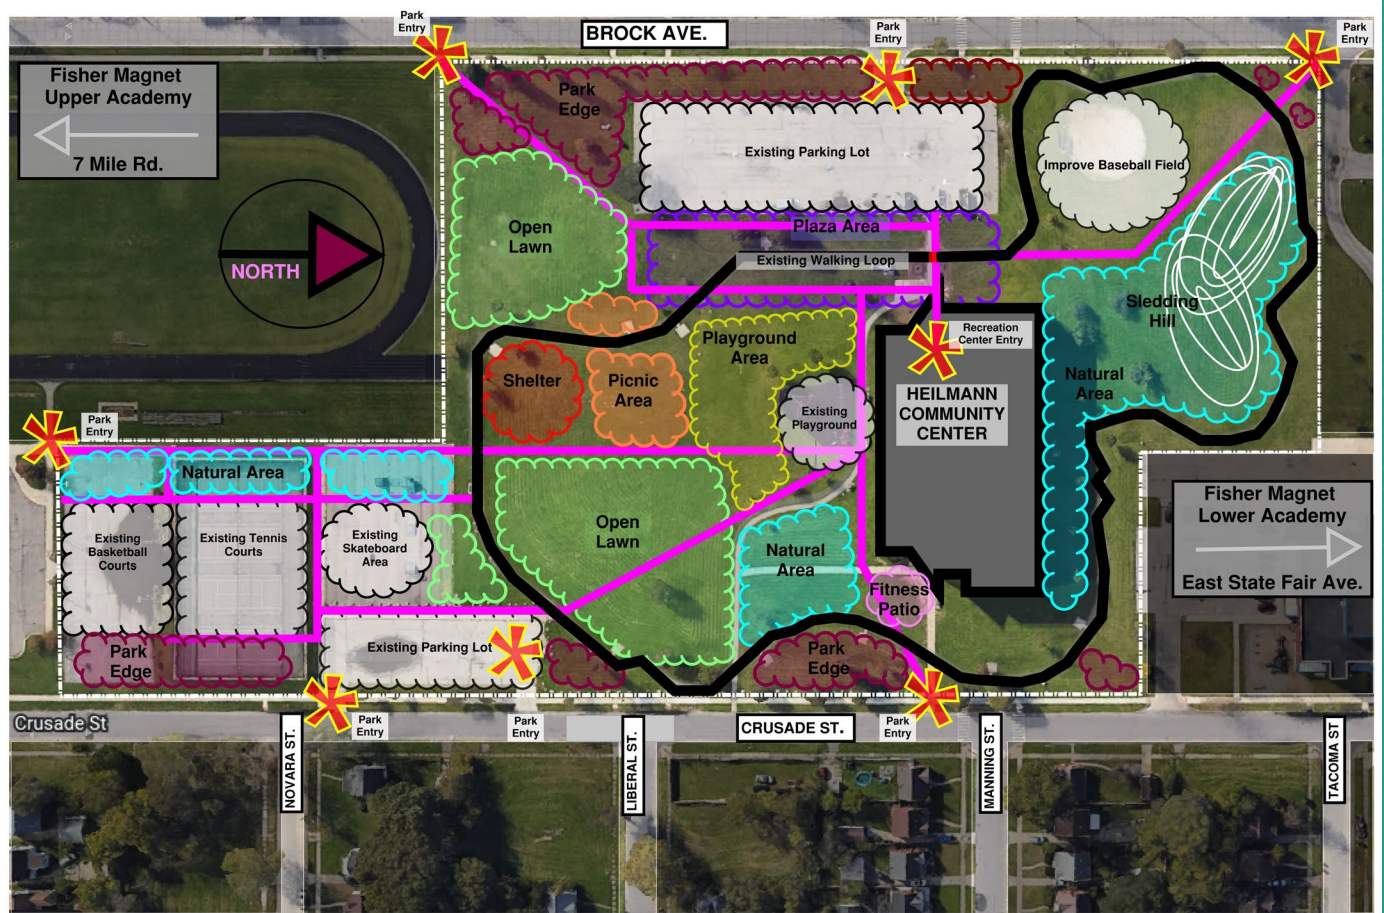 Park
Entry
BROCK AVE.
Park
Entry
Park
Entry
Fisher Magnet
Upper Academy
7 Mile Rd.
Park
Edge
Existing Parking Lot
Improve Baseball Field
NORTH
Open
Lawn
Plaza Area
Existing Walking Loop
Sledding
Hill
Playground
Area
Recreation
Center Entry
Shelter
Picnic
Area
Existing
Playground
HEILMANN
COMMUNITY
CENTER
Natural
Area
Park
Entry
Natural Area
Existing
Basketball
Courts
Existing Tennis
Courts
Existing
Skateboard
Area
Open
Lawn
Natural
Area
Fitness
Patio
Fisher Magnet
Lower Academy
East State Fair Ave.
Park
Edge
Existing Parking Lot
Park
Edge
Crusade St
NOVARA ST.
Park
Entry
Park
Entry
LIBERAL ST.
CRUSADE ST.
Park
Entry
MANNING ST.
TACOMA ST